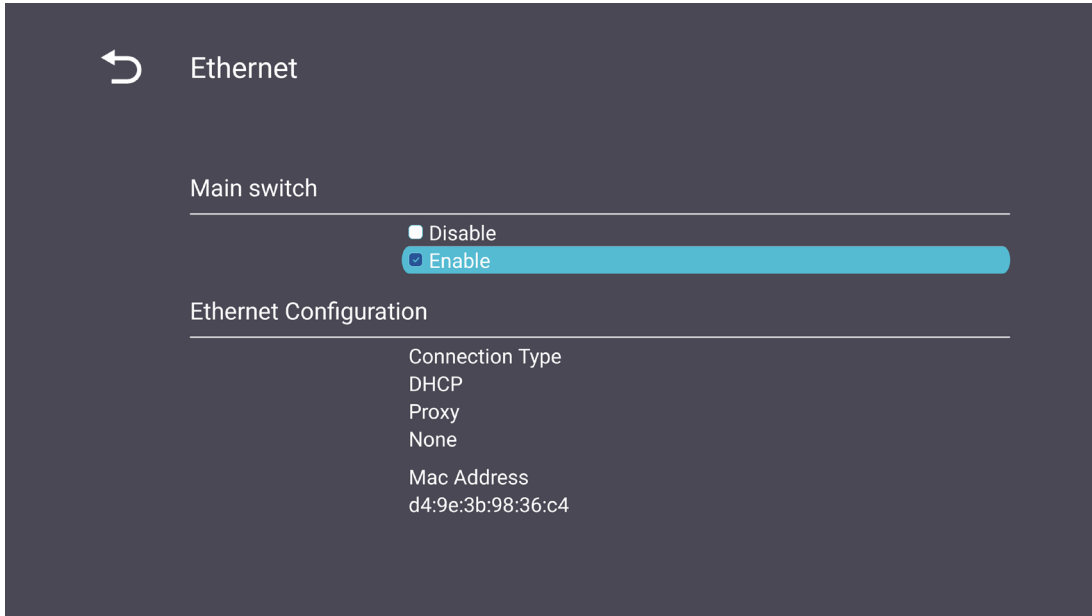 Ethernet
Main switch
Disable
Enable
Ethernet Configuration
Connection Type
DHCP
Proxy
None
Mac Address
d4:9e:3b:98:36:c4